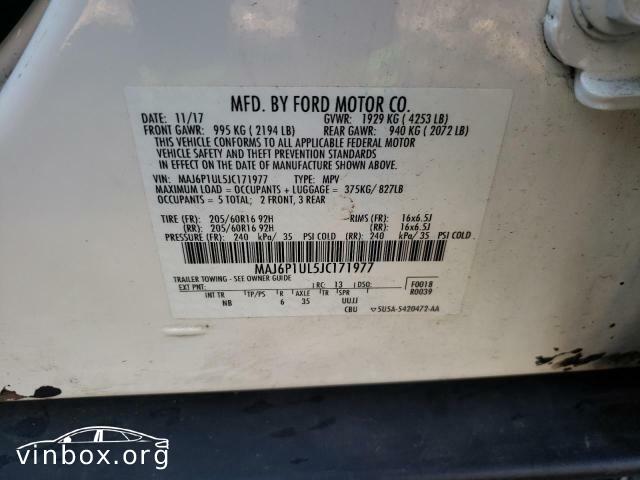 MFD. BY FORD MOTOR CO.
DATE: 11/17 GVWR: 1929 KG ( 4253 LB)
FRONT GAWR: 995 KG ( 2194 LB) REAR GAWR: 940 KG ( 2072 LB)
THIS VEHICLE CONFORMS TO ALL APPLICABLE FEDERAL MOTOR
VEHICLE SAFETY AND THEFT PREVENTION STANDARDS
IN EFFECT ON THE DATE OF MANUFACTURE SHOWN ABOVE.
VIN: MAJ6P1UL5JC171977 TYPE: MPV
MAXIMUM LOAD = OCCUPANTS + LUGGAGE = 375KG/ 827LB
OCCUPANTS = 5 TOTAL; 2 FRONT, 3 REAR
TIRE (FR): 205/60R16 92H RIMS (FR): 16x6.5J
(RR): 205/60R16 92H (RR): 16x6.5J
PRESSURE (FR): 240 kPa/ 35 PSI COLD (RR): 240 kPa/ 35 PSI COLD
MAJ6P1UL5JC171977
TRAILER TOWING - SEE OWNER GUIDE
EXT PNT: RC: 13 DSO: F0018
R0039
INT TR TP/PS R AXLE TR SPR
NB 6 35 UUJJ
CBU ▽5U5A-5420472-AA
vinbox.org